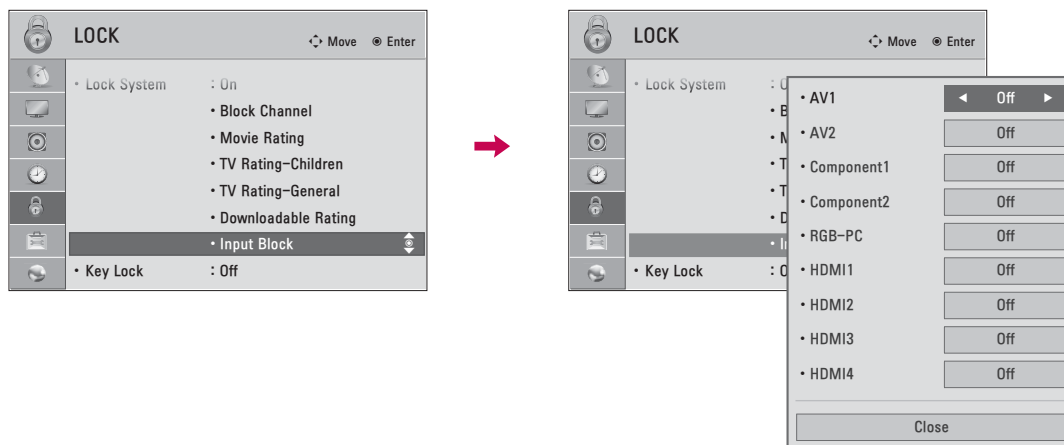 LOCK
Move Enter
• Lock System : On
• Block Channel
• Movie Rating
• TV Rating-Children
• TV Rating-General
• Downloadable Rating
• Input Block
• Key Lock : Off
LOCK
Move Enter
• Lock System :
• AV1 ◄ Off ►
• AV2 Off
• Component1 Off
• Component2 Off
• RGB-PC Off
• HDMI1 Off
• HDMI2 Off
• HDMI3 Off
• HDMI4 Off
• Key Lock :
Close